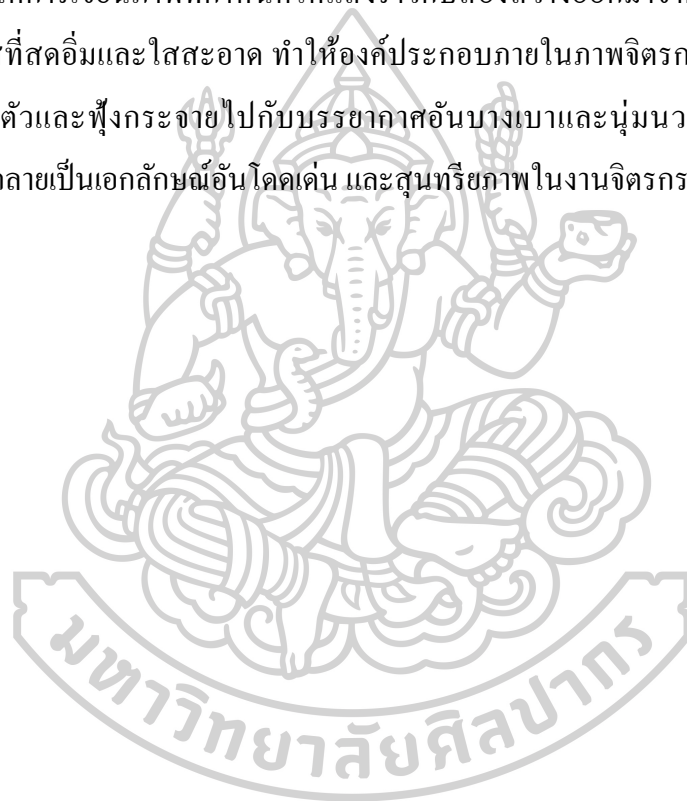 ที่สดอิ่มและใสสะอาด ทำให้องค์ประกอบภายในภาพจิตรก
ตัวและฟุ้งกระจายไปกับบรรยากาศอันบางเบาและนุ่มนว
ลายเป็นเอกลักษณ์อันโดดเด่น และสุนทรียภาพในงานจิตรกร
มหาวิทยาลัยศิลปากร